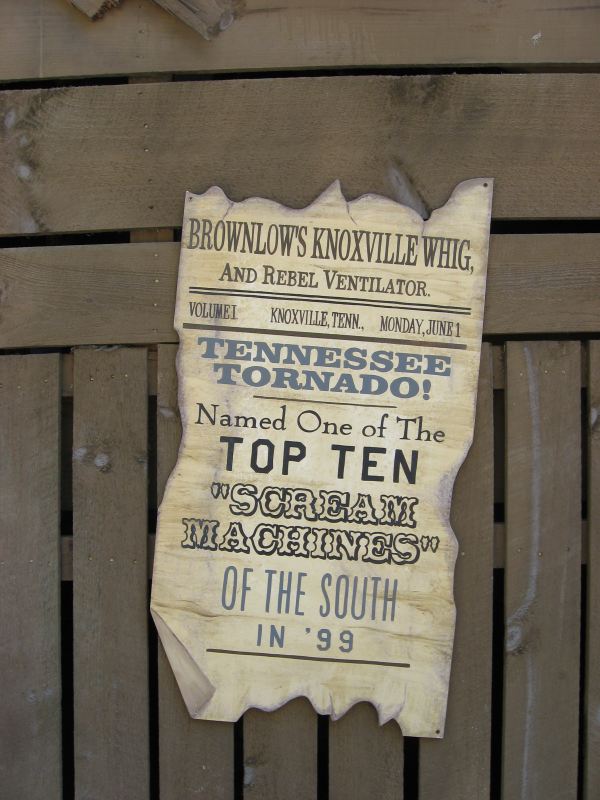 BROWNLOW'S KNOXVILLE WHIG,
AND REBEL VENTILATOR.
VOLUME I KNOXVILLE, TENN., MONDAY, JUNE 1
TENNESSEE
TORNADO!
Named One of The
TOP TEN
"SCREAM
MACHINES"
OF THE SOUTH
IN '99